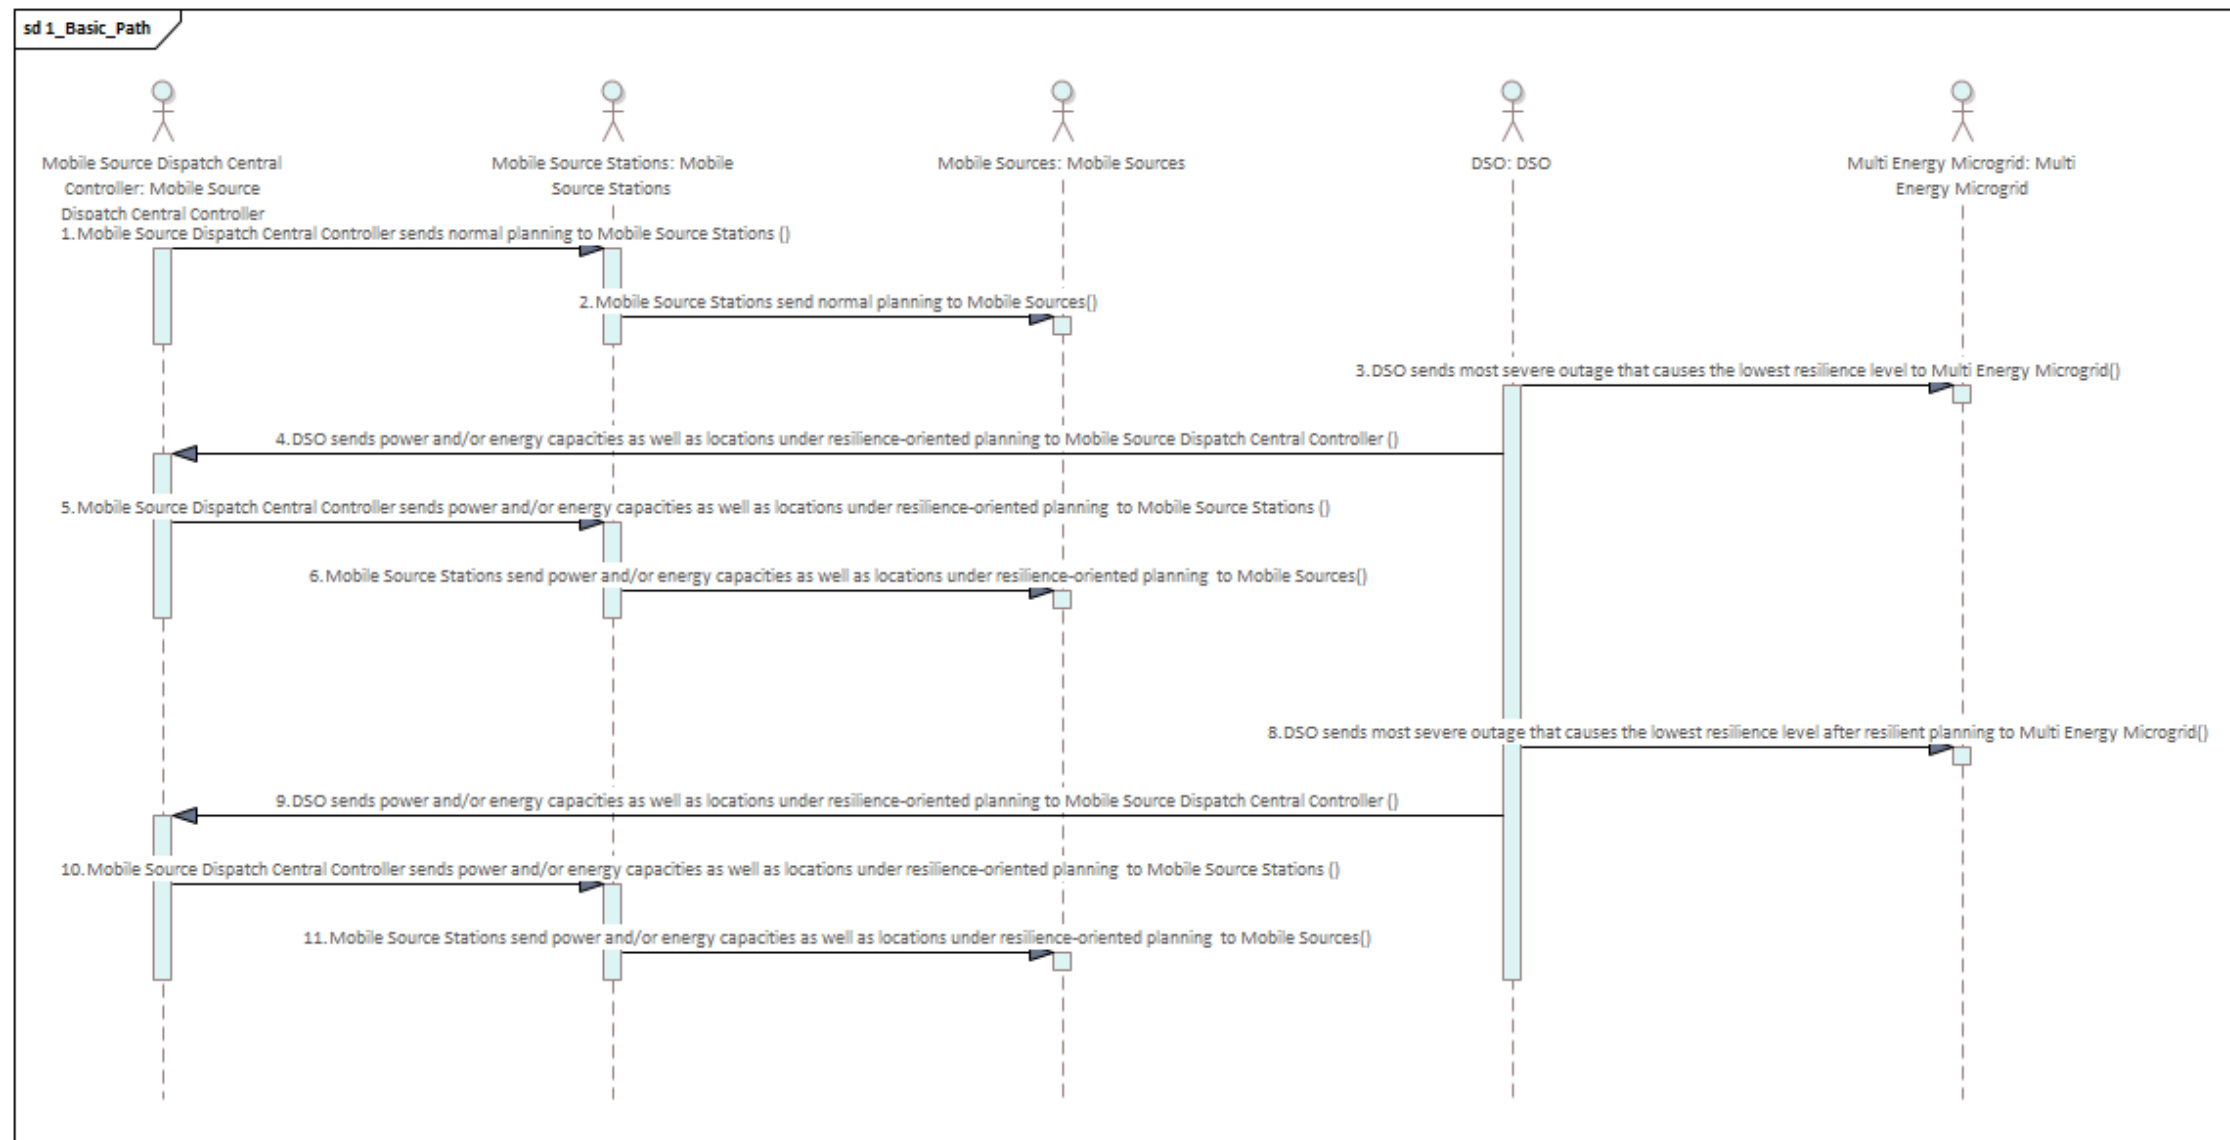 sd 1_Basic_Path
Mobile Source Dispatch Central
Controller: Mobile Source
Dispatch Central Controller
Mobile Source Stations: Mobile
Source Stations
Mobile Sources: Mobile Sources
DSO: DSO
Multi Energy Microgrid: Multi
Energy Microgrid
1.Mobile Source Dispatch Central Controller sends normal planning to Mobile Source Stations ()
2.Mobile Source Stations send normal planning to Mobile Sources()
3.DSO sends most severe outage that causes the lowest resilience level to Multi Energy Microgrid()
4.DSO sends power and/or energy capacities as well as locations under resilience-oriented planning to Mobile Source Dispatch Central Controller ()
5.Mobile Source Dispatch Central Controller sends power and/or energy capacities as well as locations under resilience-oriented planning  to Mobile Source Stations ()
6.Mobile Source Stations send power and/or energy capacities as well as locations under resilience-oriented planning  to Mobile Sources()
8.DSO sends most severe outage that causes the lowest resilience level after resilient planning to Multi Energy Microgrid()
9.DSO sends power and/or energy capacities as well as locations under resilience-oriented planning to Mobile Source Dispatch Central Controller ()
10.Mobile Source Dispatch Central Controller sends power and/or energy capacities as well as locations under resilience-oriented planning  to Mobile Source Stations ()
11.Mobile Source Stations send power and/or energy capacities as well as locations under resilience-oriented planning  to Mobile Sources()